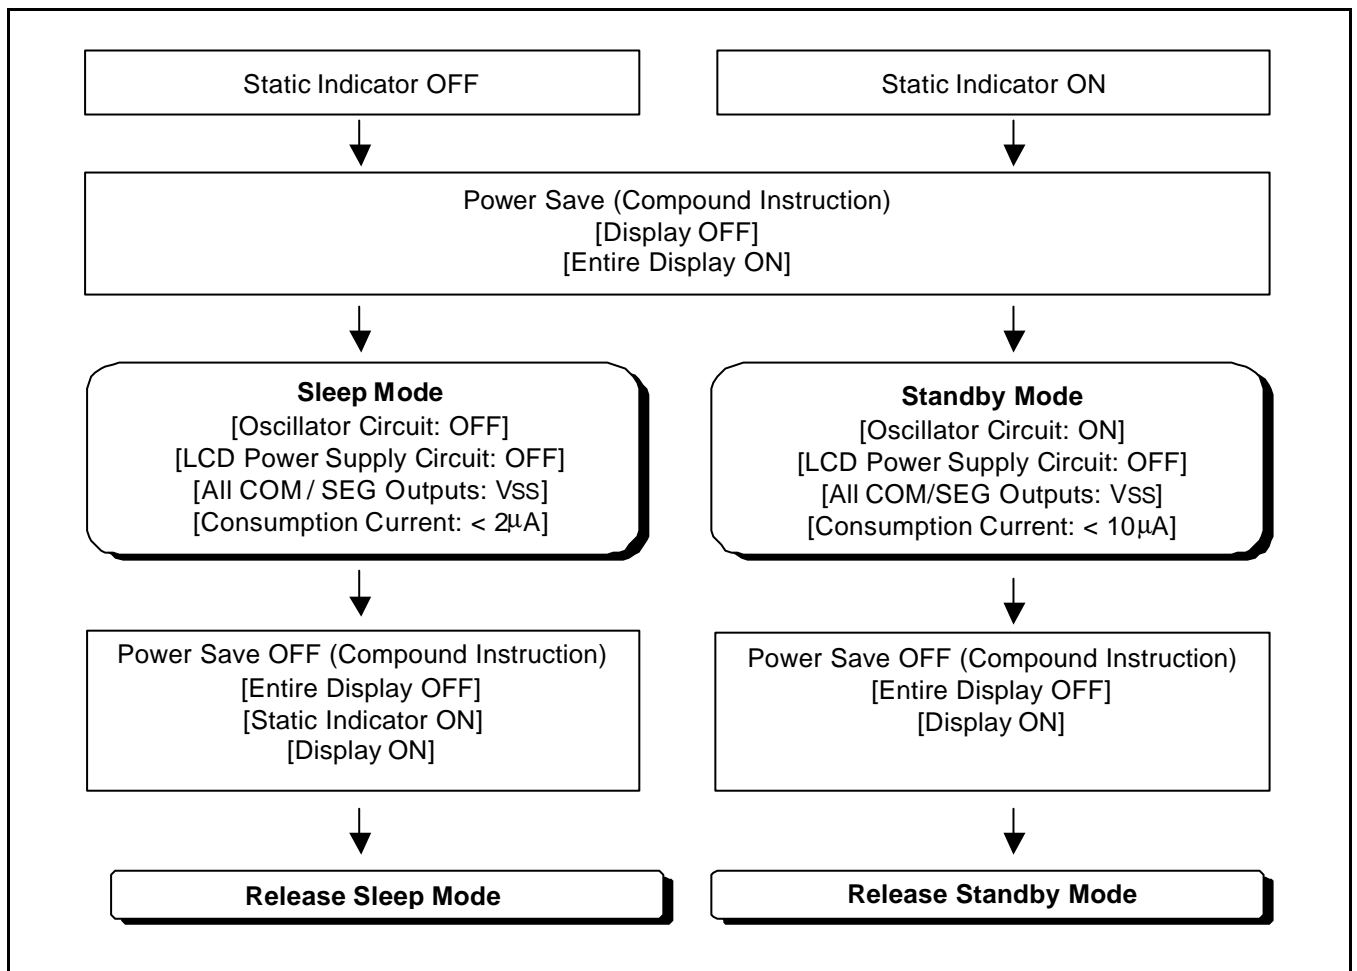 Static Indicator OFF
Static Indicator ON
Power Save (Compound Instruction)
[Display OFF]
[Entire Display ON]
Sleep Mode
[Oscillator Circuit: OFF]
[LCD Power Supply Circuit: OFF]
[All COM / SEG Outputs: VSS]
[Consumption Current: < 2μA]
Standby Mode
[Oscillator Circuit: ON]
[LCD Power Supply Circuit: OFF]
[All COM/SEG Outputs: VSS]
[Consumption Current: < 10μA]
Power Save OFF (Compound Instruction)
[Entire Display OFF]
[Static Indicator ON]
[Display ON]
Power Save OFF (Compound Instruction)
[Entire Display OFF]
[Display ON]
Release Sleep Mode
Release Standby Mode